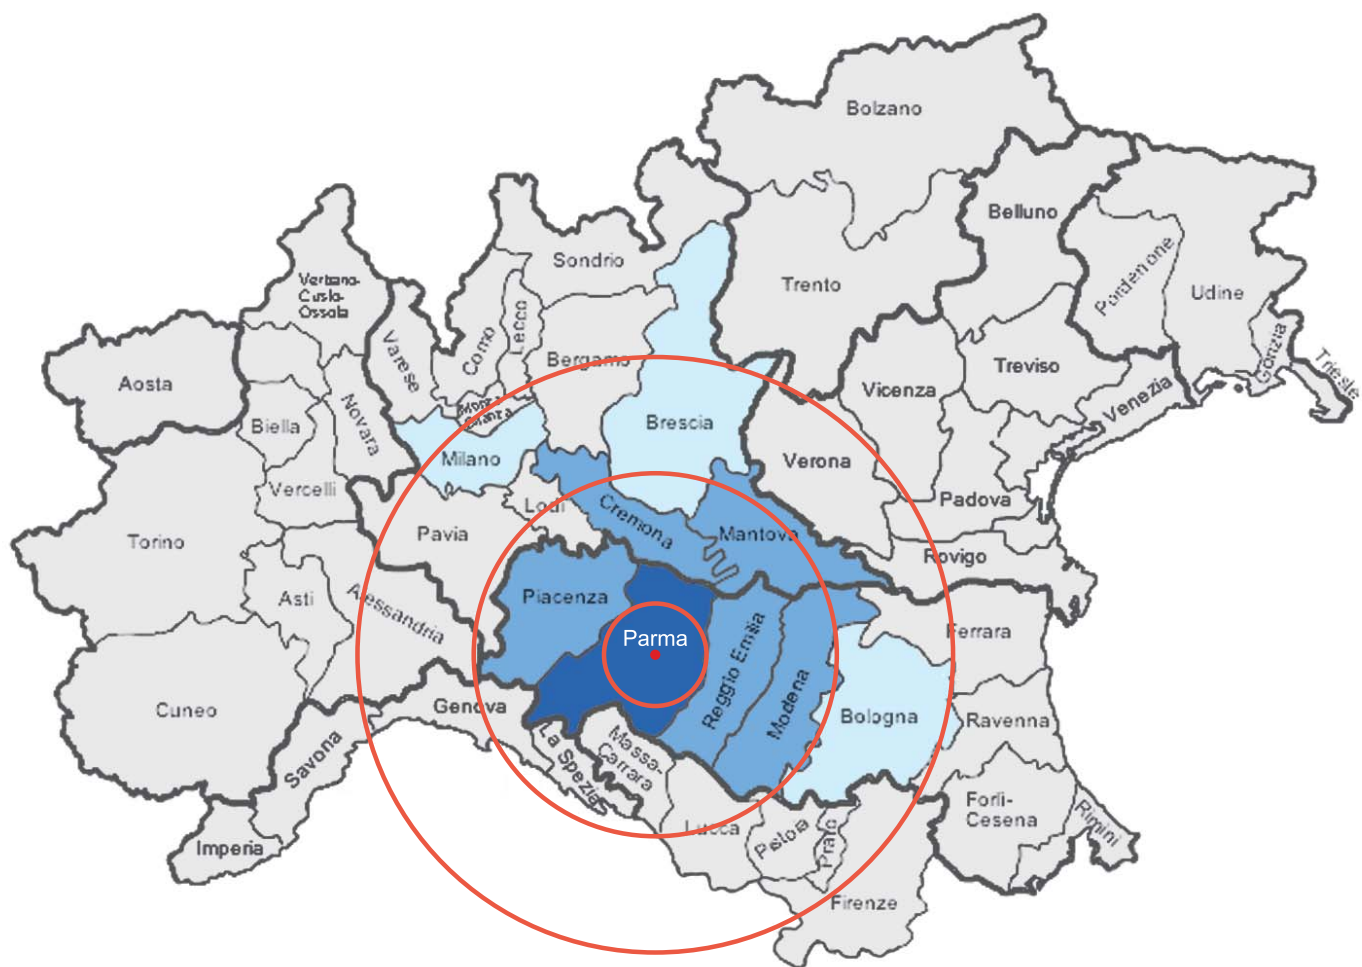 Bolzano
Belluno
Pordenone
Udine
Gorizia
Trieste
Trento
Sondrio
Verbano-
Cusio-
Ossola
Varese
Como
Lecco
Bergamo
Aosta
Biella
Novara
Vercelli
Monza
Brianza
Milano
Brescia
Vicenza
Treviso
Venezia
Verona
Padova
Rovigo
Torino
Pavia
Lodi
Cremona
Mantova
Asti
Alessandria
Piacenza
Parma
Reggio Emilia
Modena
Ferrara
Cuneo
Savona
Genova
La Spezia
Massa-
Carrara
Bologna
Ravenna
Imperia
Lucca
Pistoia
Prato
Firenze
Forlì-
Cesena
Rimini